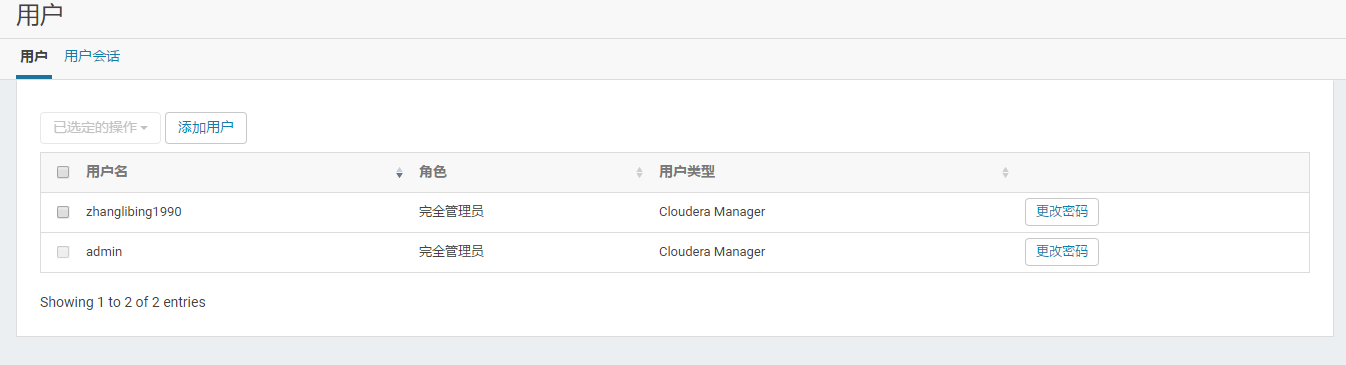 用户
用户 用户会话
已选定的操作 添加用户
用户名 角色 用户类型
zhanglibing1990 完全管理员 Cloudera Manager 更改密码
admin 完全管理员 Cloudera Manager 更改密码
Showing 1 to 2 of 2 entries